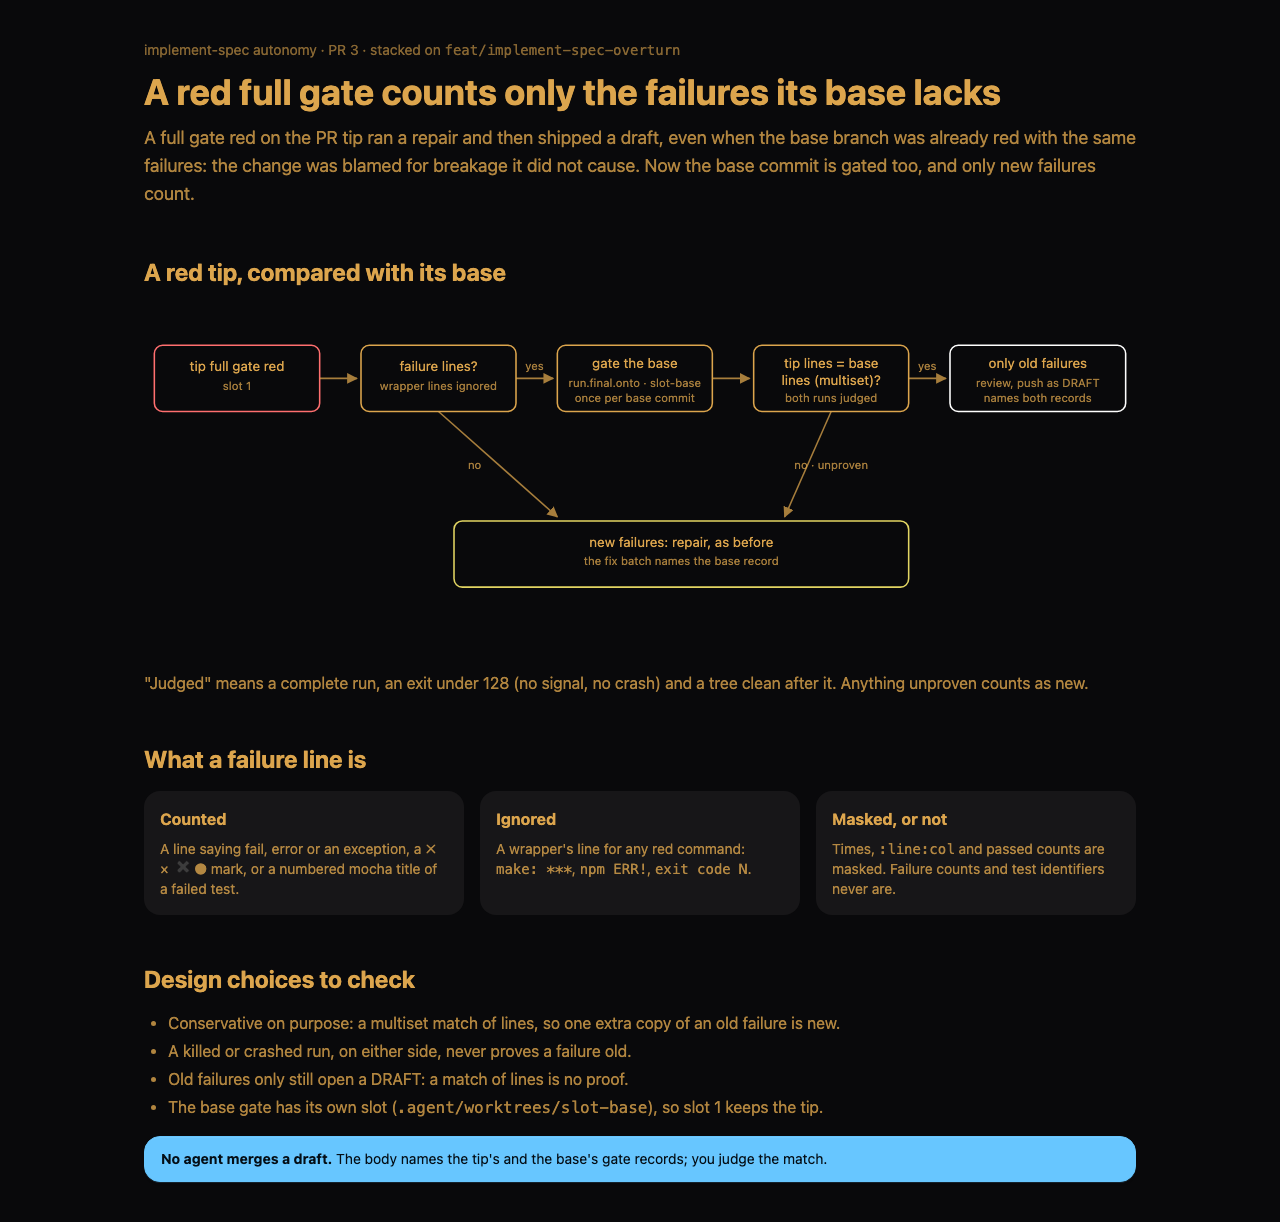 implement-spec autonomy · PR 3 · stacked on feat/implement-spec-overturn
A red full gate counts only the failures its base lacks
A full gate red on the PR tip ran a repair and then shipped a draft, even when the base branch was already red with the same
failures: the change was blamed for breakage it did not cause. Now the base commit is gated too, and only new failures
count.
A red tip, compared with its base
tip full gate red
slot 1
failure lines?
wrapper lines ignored
yes
gate the base
run.final.onto · slot-base
once per base commit
tip lines = base
lines (multiset)?
both runs judged
yes
only old failures
review, push as DRAFT
names both records
no
no · unproven
new failures: repair, as before
the fix batch names the base record
"Judged" means a complete run, an exit under 128 (no signal, no crash) and a tree clean after it. Anything unproven counts as new.
What a failure line is
Counted
A line saying fail, error or an exception, a ✕
× ✖ ● mark, or a numbered mocha title of
a failed test.
Ignored
A wrapper's line for any red command:
make: ***, npm ERR!, exit code N.
Masked, or not
Times, :line:col and passed counts are
masked. Failure counts and test identifiers
never are.
Design choices to check
• Conservative on purpose: a multiset match of lines, so one extra copy of an old failure is new.
• A killed or crashed run, on either side, never proves a failure old.
• Old failures only still open a DRAFT: a match of lines is no proof.
• The base gate has its own slot (.agent/worktrees/slot-base), so slot 1 keeps the tip.
No agent merges a draft. The body names the tip's and the base's gate records; you judge the match.